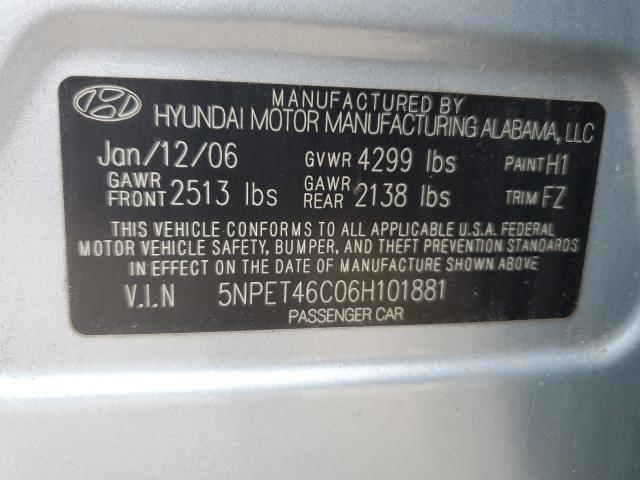 MANUFACTURED BY
HYUNDAI MOTOR MANUFACTURING ALABAMA, LLC
Jan/12/06 GVWR 4299 lbs PAINT H1
GAWR FRONT 2513 lbs GAWR REAR 2138 lbs TRIM FZ
THIS VEHICLE CONFORMS TO ALL APPLICABLE U.S.A. FEDERAL
MOTOR VEHICLE SAFETY, BUMPER, AND THEFT PREVENTION STANDARDS
IN EFFECT ON THE DATE OF MANUFACTURE SHOWN ABOVE
V.I.N 5NPET46C06H101881
PASSENGER CAR